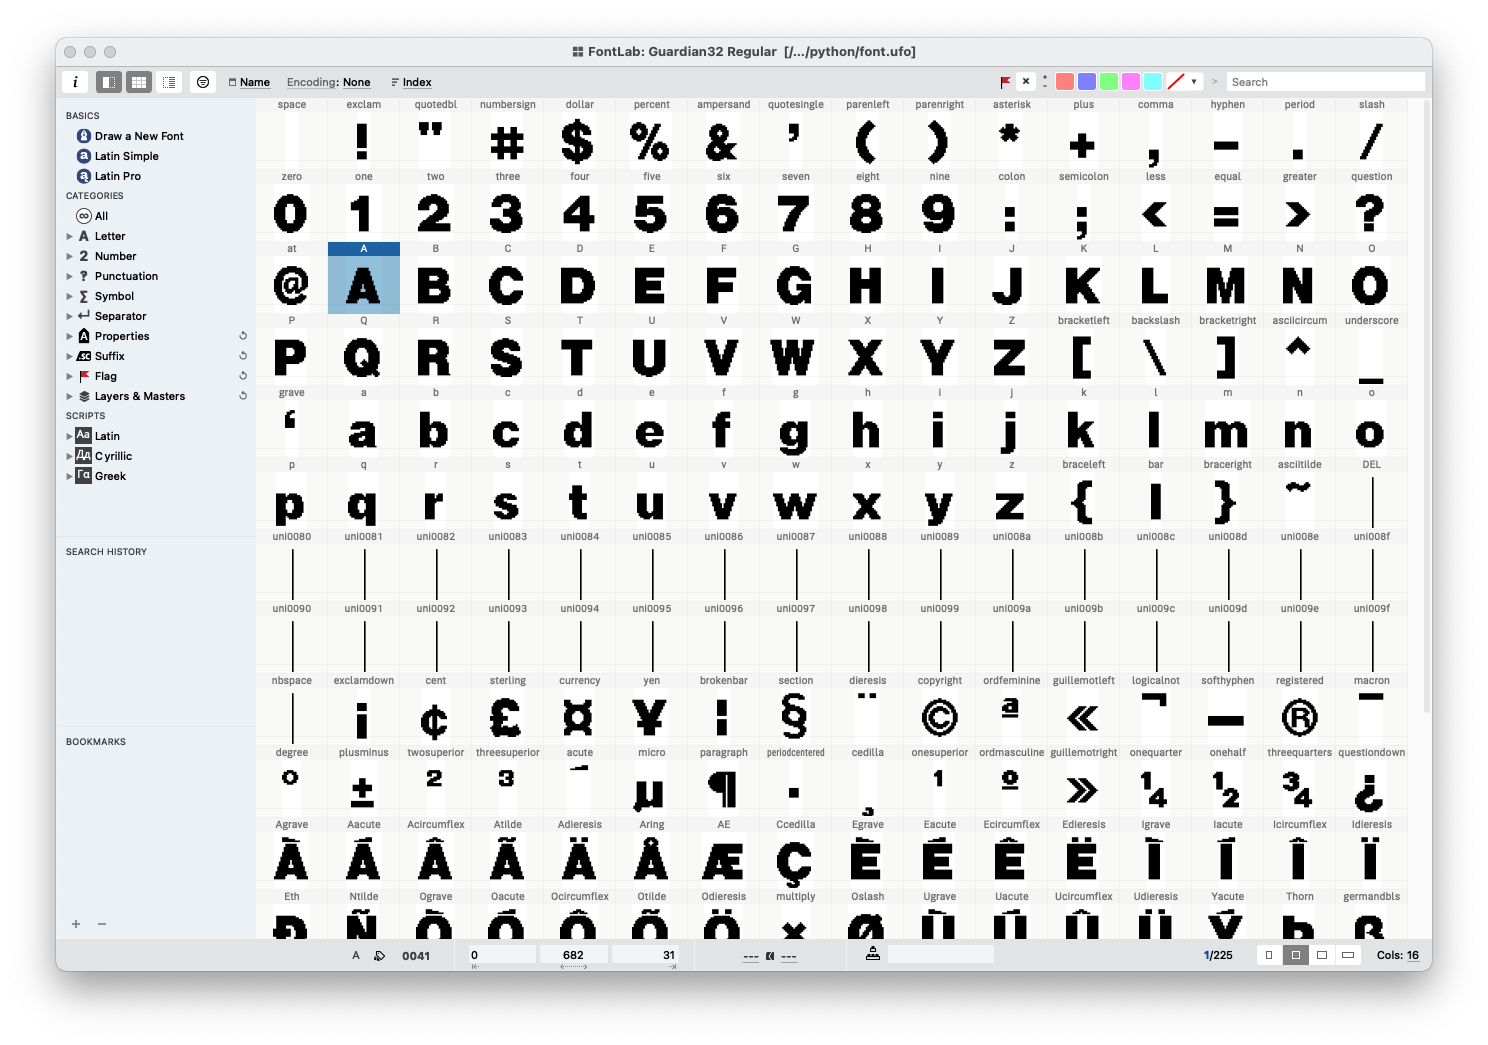 FontLab: Guardian32 Regular [/.../python/font.ufo]
i Name Encoding: None Index Search
BASICS
Draw a New Font
Latin Simple
Latin Pro
CATEGORIES
All
Letter
Number
Punctuation
Symbol
Separator
Properties
Suffix
Flag
Layers & Masters
SCRIPTS
Aa Latin
Дд Cyrillic
Γα Greek
SEARCH HISTORY
BOOKMARKS
space exclam quotedbl numbersign dollar percent ampersand quotesingle parenleft parenright asterisk plus comma hyphen period slash
! " # $ % & ’ ( ) * + , - . /
zero one two three four five six seven eight nine colon semicolon less equal greater question
0 1 2 3 4 5 6 7 8 9 : ; < = > ?
at A B C D E F G H I J K L M N O
@ A B C D E F G H I J K L M N O
P Q R S T U V W X Y Z bracketleft backslash bracketright asciicircum underscore
P Q R S T U V W X Y Z [ \ ] ^ _
grave a b c d e f g h i j k l m n o
‘ a b c d e f g h i j k l m n o
p q r s t u v w x y z braceleft bar braceright asciitilde DEL
p q r s t u v w x y z { | } ~
uni0080 uni0081 uni0082 uni0083 uni0084 uni0085 uni0086 uni0087 uni0088 uni0089 uni008a uni008b uni008c uni008d uni008e uni008f
uni0090 uni0091 uni0092 uni0093 uni0094 uni0095 uni0096 uni0097 uni0098 uni0099 uni009a uni009b uni009c uni009d uni009e uni009f
nbspace exclamdown cent sterling currency yen brokenbar section dieresis copyright ordfeminine guillemotleft logicalnot softhyphen registered macron
¡ ¢ £ ¤ ¥ ¦ § ¨ © ª « ¬ - ® ¯
degree plusminus twosuperior threesuperior acute micro paragraph periodcentered cedilla onesuperior ordmasculine guillemotright onequarter onehalf threequarters questiondown
° ± ² ³ ´ µ ¶ · ¸ ¹ º » ¼ ½ ¾ ¿
Agrave Aacute Acircumflex Atilde Adieresis Aring AE Ccedilla Egrave Eacute Ecircumflex Edieresis Igrave Iacute Icircumflex Idieresis
À Á Â Ã Ä Å Æ Ç È É Ê Ë Ì Í Î Ï
Eth Ntilde Ograve Oacute Ocircumflex Otilde Odieresis multiply Oslash Ugrave Uacute Ucircumflex Udieresis Yacute Thorn germandbls
Ð Ñ Ò Ó Ô Õ Ö × Ø Ù Ú Û Ü Ý Þ ß
A 0041 0 682 31 --- --- 1/225 Cols: 16